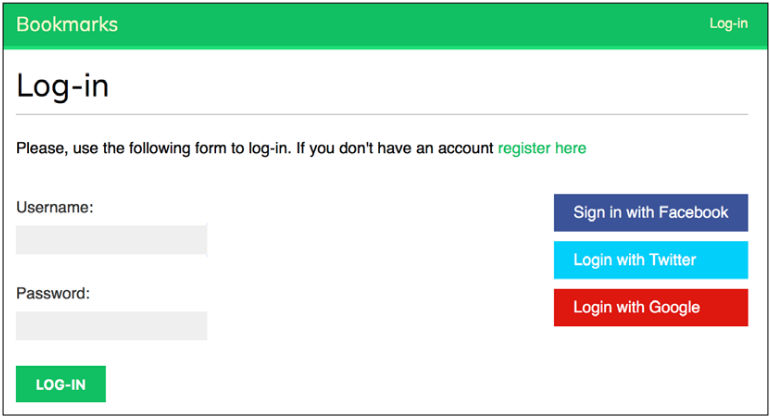 Bookmarks
Log-in
Log-in
Please, use the following form to log-in. If you don't have an account register here
Username:
Password:
LOG-IN
Sign in with Facebook
Login with Twitter
Login with Google